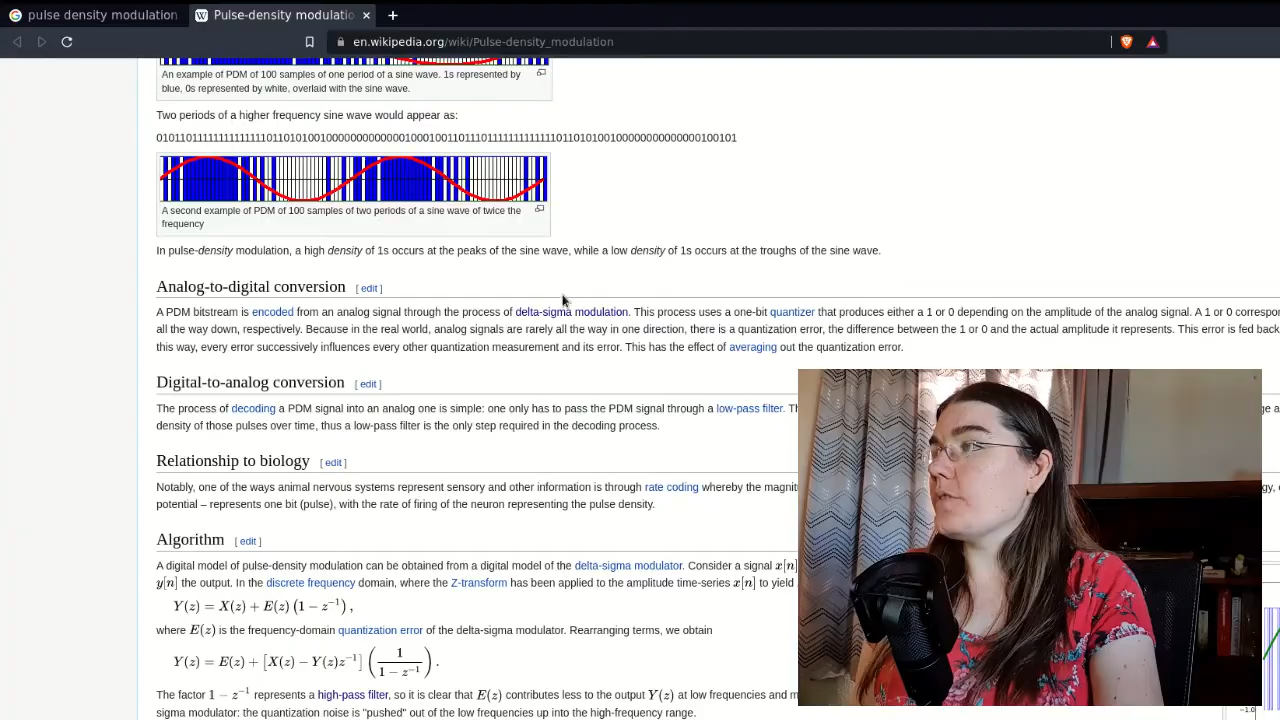 pulse density modulation
Pulse-density modulatio
en.wikipedia.org/wiki/Pulse-density_modulation
An example of PDM of 100 samples of one period of a sine wave. 1s represented by
blue, 0s represented by white, overlaid with the sine wave.
Two periods of a higher frequency sine wave would appear as:
A second example of PDM of 100 samples of two periods of a sine wave of twice the
frequency
In pulse-density modulation, a high density of 1s occurs at the peaks of the sine wave, while a low density of 1s occurs at the troughs of the sine wave.
Analog-to-digital conversion [ edit ]
A PDM bitstream is encoded from an analog signal through the process of delta-sigma modulation. This process uses a one-bit quantizer that produces either a 1 or 0 depending on the amplitude of the analog signal. A 1 or 0 correspo
all the way down, respectively. Because in the real world, analog signals are rarely all the way in one direction, there is a quantization error, the difference between the 1 or 0 and the actual amplitude it represents. This error is fed back
this way, every error successively influences every other quantization measurement and its error. This has the effect of averaging out the quantization error.
Digital-to-analog conversion [ edit ]
The process of decoding a PDM signal into an analog one is simple: one only has to pass the PDM signal through a low-pass filter. Th
density of those pulses over time, thus a low-pass filter is the only step required in the decoding process.
Relationship to biology [ edit ]
Notably, one of the ways animal nervous systems represent sensory and other information is through rate coding whereby the magnit
potential – represents one bit (pulse), with the rate of firing of the neuron representing the pulse density.
Algorithm [ edit ]
A digital model of pulse-density modulation can be obtained from a digital model of the delta-sigma modulator. Consider a signal x[n]
y[n] the output. In the discrete frequency domain, where the Z-transform has been applied to the amplitude time-series x[n] to yield
Y(z) = X(z) + E(z) (1 − z⁻¹),
where E(z) is the frequency-domain quantization error of the delta-sigma modulator. Rearranging terms, we obtain
Y(z) = E(z) + [X(z) − Y(z)z⁻¹] (1 / (1 − z⁻¹)).
The factor 1 − z⁻¹ represents a high-pass filter, so it is clear that E(z) contributes less to the output Y(z) at low frequencies and m
sigma modulator: the quantization noise is "pushed" out of the low frequencies up into the high-frequency range.
−1.0